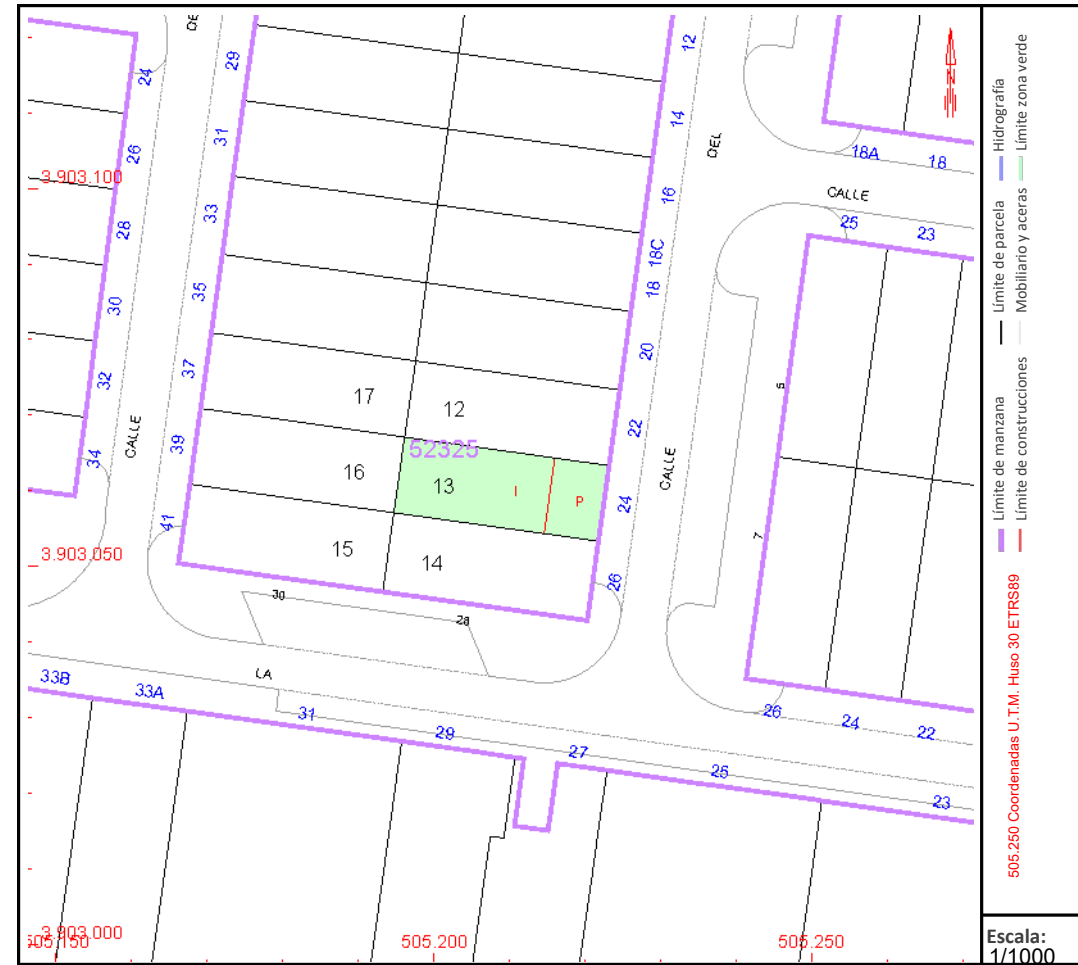 DE
12
29
24
14
31
26
DEL
18A
18
3.903.100
16
CALLE
33
28
25
23
18C
35
18
30
20
37
32
6
17
12
22
CALLE
39
52325
34
16
13
I
P
24
CALLE
7
41
3.903.050
15
14
26
30
28
LA
33B
33A
31
29
27
25
23
26
24
22
3.903.000
505.150
505.200
505.250
N
Hidrografía
Límite zona verde
Límite de parcela
Mobiliario y aceras
Límite de manzana
Límite de construcciones
505.250 Coordenadas U.T.M. Huso 30 ETRS89
Escala:
1/1000